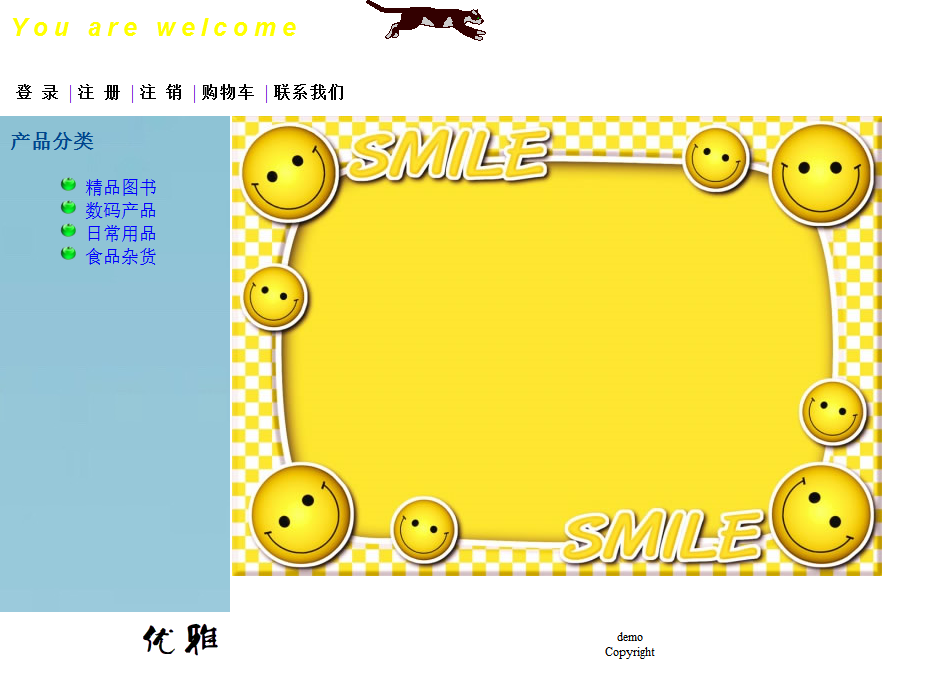 You are welcome
登 录 | 注 册 | 注 销 | 购物车 | 联系我们
产品分类
精品图书
数码产品
日常用品
食品杂货
SMILE
SMILE
优雅
demo
Copyright